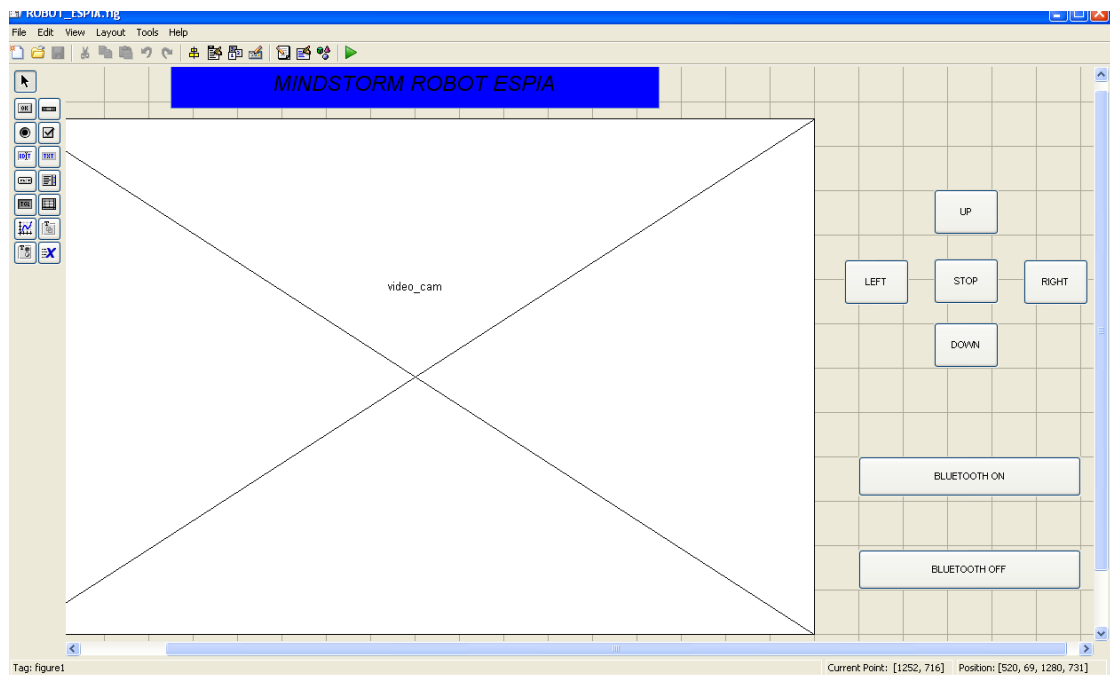 ROBOT_ESPIA.fig
File Edit View Layout Tools Help
MINDSTORM ROBOT ESPIA
video_cam
UP
LEFT STOP RIGHT
DOWN
BLUETOOTH ON
BLUETOOTH OFF
Tag: figure1 Current Point: [1252, 716] Position: [520, 69, 1280, 731]